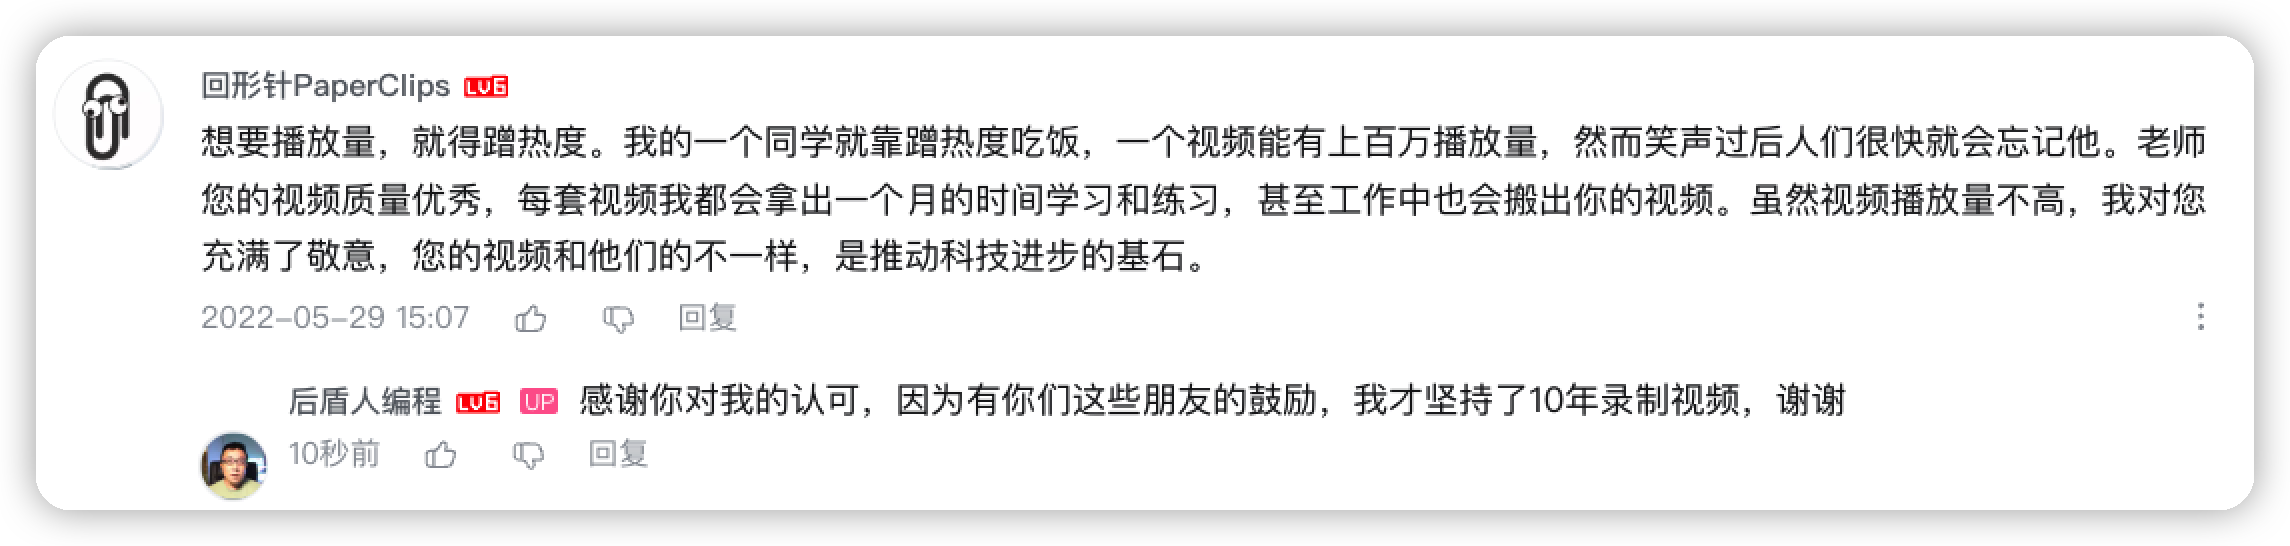 回形针PaperClips LV6
想要播放量，就得蹭热度。我的一个同学就靠蹭热度吃饭，一个视频能有上百万播放量，然而笑声过后人们很快就会忘记他。老师
您的视频质量优秀，每套视频我都会拿出一个月的时间学习和练习，甚至工作中也会搬出你的视频。虽然视频播放量不高，我对您
充满了敬意，您的视频和他们的不一样，是推动科技进步的基石。
2022-05-29 15:07 回复
后盾人编程 LV6 UP 感谢你对我的认可，因为有你们这些朋友的鼓励，我才坚持了10年录制视频，谢谢
10秒前 回复